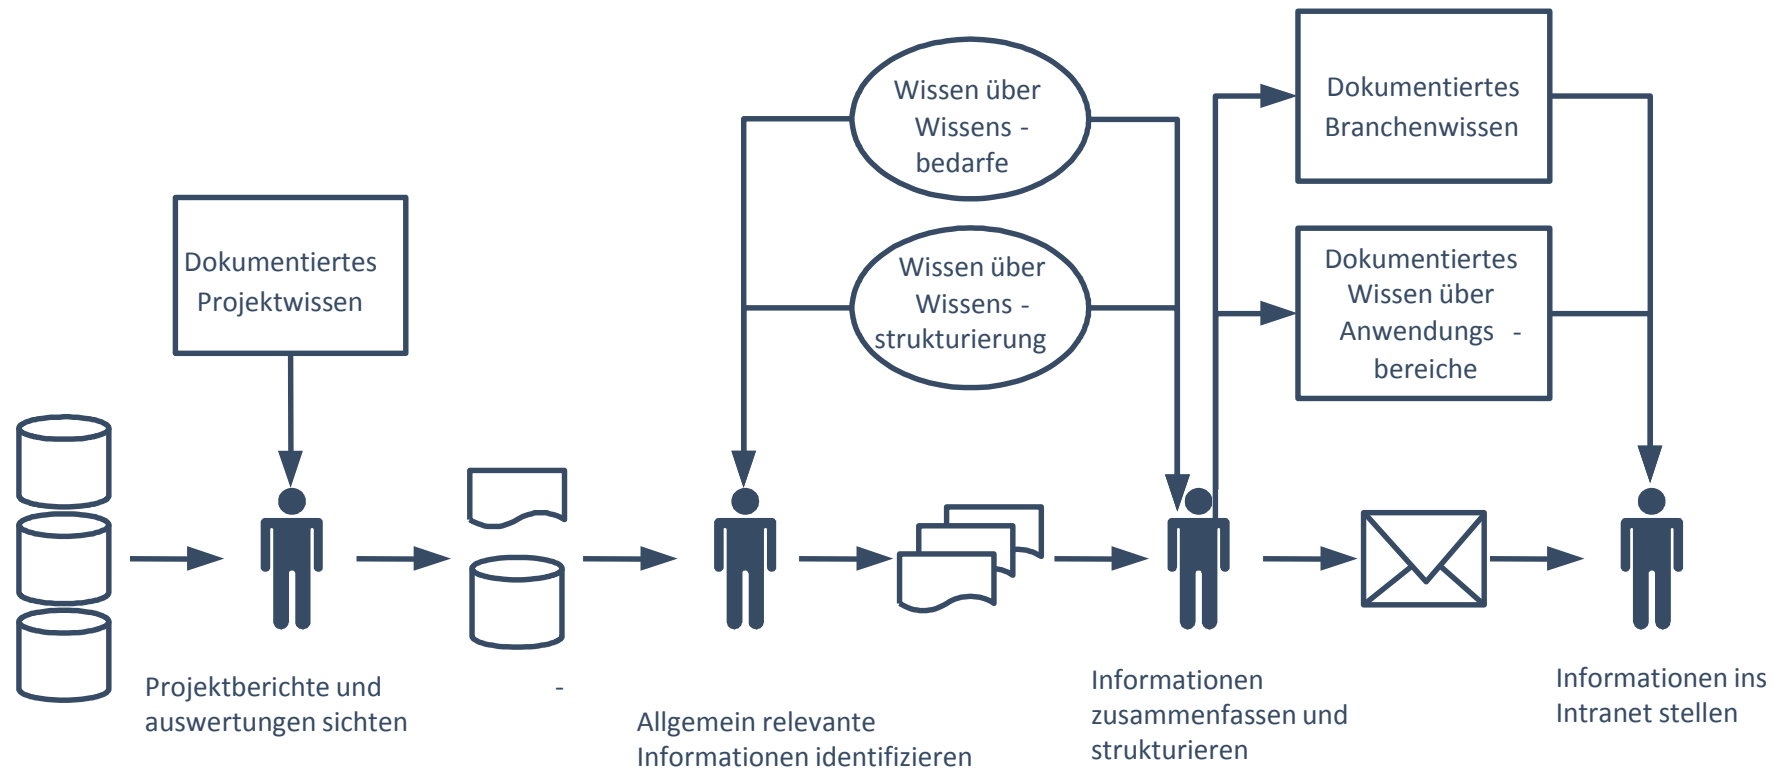 Wissen über
Wissens -
bedarfe
Dokumentiertes
Branchenwissen
Dokumentiertes
Projektwissen
Wissen über
Wissens -
strukturierung
Dokumentiertes
Wissen über
Anwendungs -
bereiche
Projektberichte und -
auswertungen sichten
Allgemein relevante
Informationen identifizieren
Informationen
zusammenfassen und
strukturieren
Informationen ins
Intranet stellen